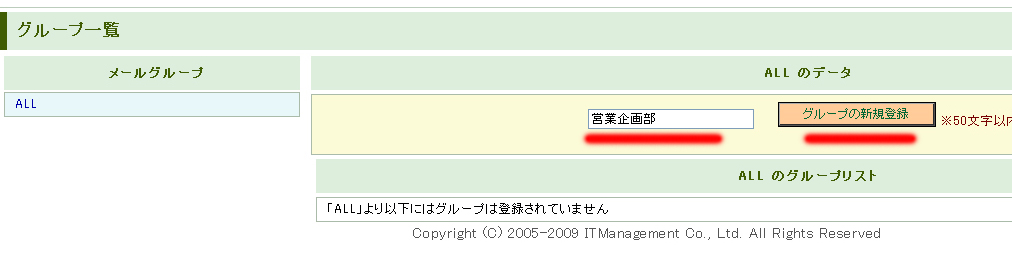 グループ一覧
メールグループ
ALL
ALL のデータ
営業企画部
グループの新規登録
※50文字以内
ALL のグループリスト
「ALL」より以下にはグループは登録されていません
Copyright (C) 2005-2009 ITManagement Co., Ltd. All Rights Reserved